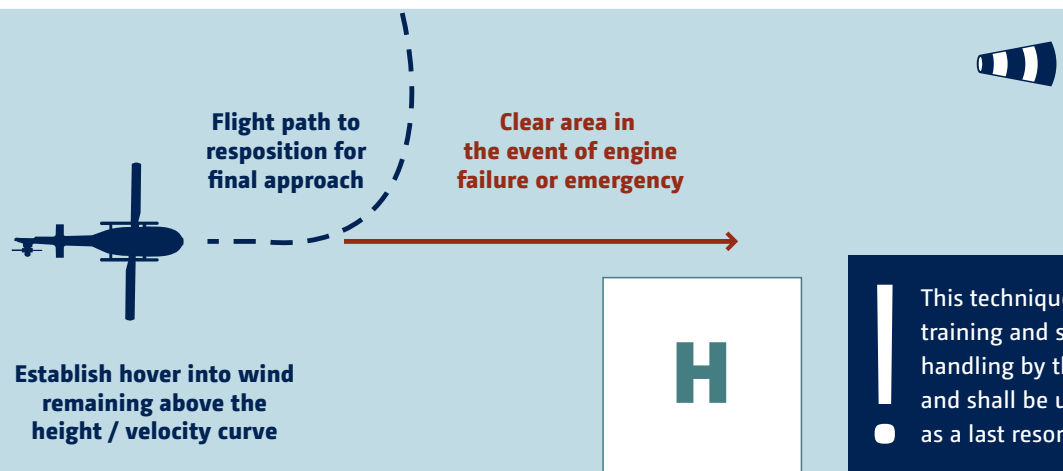 Flight path to
resposition for
final approach
Clear area in
the event of engine
failure or emergency
Establish hover into wind
remaining above the
height / velocity curve
H
!
This technique
training and s
handling by th
and shall be u
as a last resor